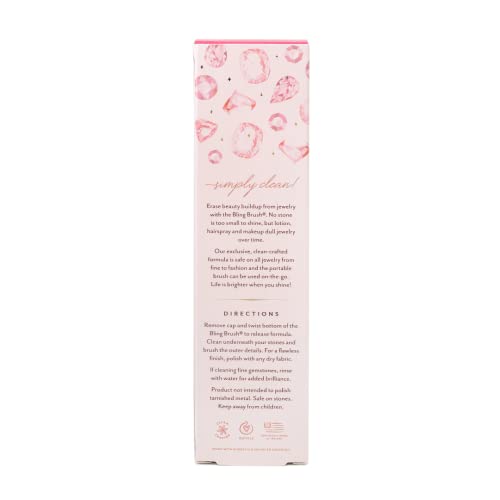 simply clean!
Erase beauty buildup from jewelry
with the Bling Brush®. No stone
is too small to shine, but lotion,
hairspray and makeup dull jewelry
over time.
Our exclusive, clean-crafted
formula is safe on all jewelry from
fine to fashion and the portable
brush can be used on-the-go.
Life is brighter when you shine!
DIRECTIONS
Remove cap and twist bottom of the
Bling Brush® to release formula.
Clean underneath your stones and
brush the outer details. For a flawless
finish, polish with any dry fabric.
If cleaning fine gemstones, rinse
with water for added brilliance.
Product not intended to polish
tarnished metal. Safe on stones.
Keep away from children.